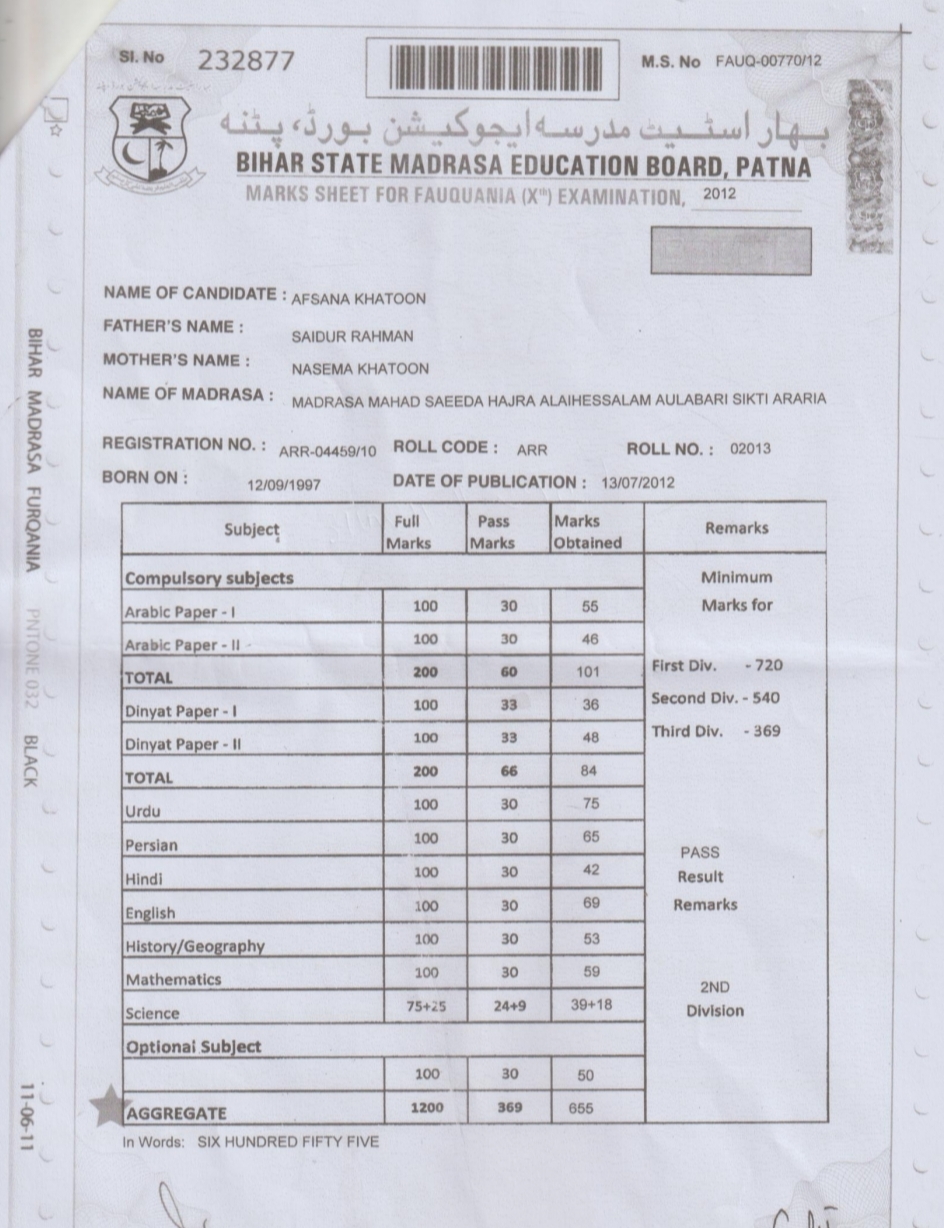 Sl. No 232877
M.S. No FAUQ-00770/12
بہار اسٹیٹ مدرسہ ایجوکیشن بورڈ، پٹنہ
BIHAR STATE MADRASA EDUCATION BOARD, PATNA
MARKS SHEET FOR FAUQUANIA (Xth) EXAMINATION, 2012
NAME OF CANDIDATE : AFSANA KHATOON
FATHER'S NAME : SAIDUR RAHMAN
MOTHER'S NAME : NASEMA KHATOON
NAME OF MADRASA : MADRASA MAHAD SAEEDA HAJRA ALAIHESSALAM AULABARI SIKTI ARARIA
REGISTRATION NO. : ARR-04459/10 ROLL CODE : ARR ROLL NO. : 02013
BORN ON : 12/09/1997 DATE OF PUBLICATION : 13/07/2012
Subject Full Marks Pass Marks Marks Obtained Remarks
Compulsory subjects Minimum
Arabic Paper - I 100 30 55 Marks for
Arabic Paper - II 100 30 46
TOTAL 200 60 101 First Div. - 720
Dinyat Paper - I 100 33 36 Second Div. - 540
Dinyat Paper - II 100 33 48 Third Div. - 369
TOTAL 200 66 84
Urdu 100 30 75
Persian 100 30 65 PASS
Hindi 100 30 42 Result
English 100 30 69 Remarks
History/Geography 100 30 53
Mathematics 100 30 59 2ND
Science 75+25 24+9 39+18 Division
Optional Subject
100 30 50
AGGREGATE 1200 369 655
In Words: SIX HUNDRED FIFTY FIVE
BIHAR MADRASA FURQANIA PNTONE 032 BLACK 11-06-11